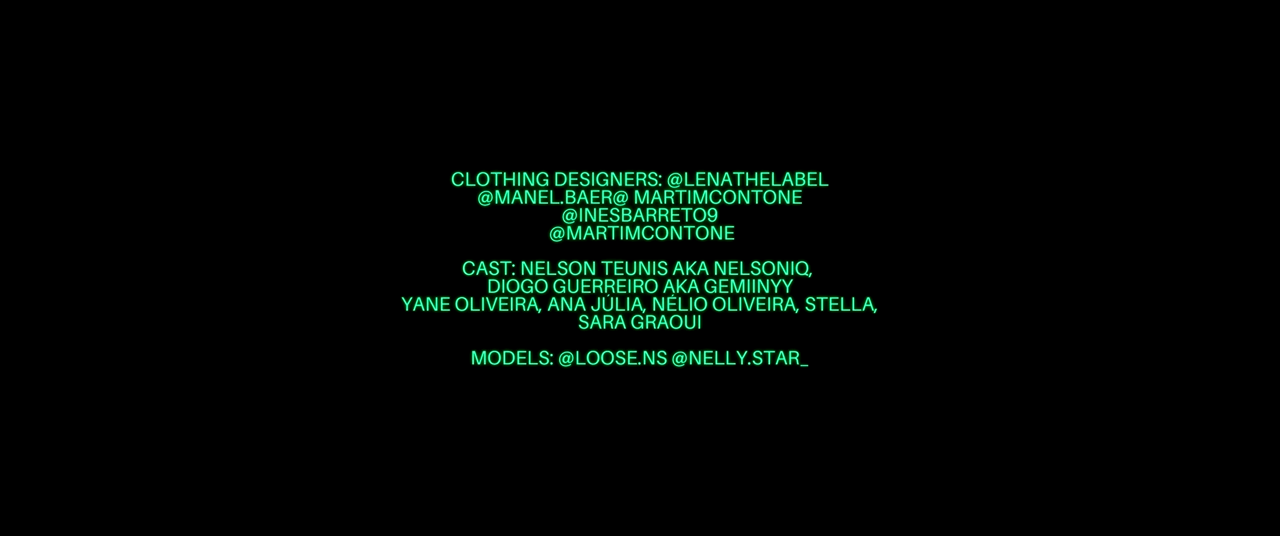 CLOTHING DESIGNERS: @LENATHELABEL
@MANEL.BAER@ MARTIMCONTONE
@INESBARRETO9
@MARTIMCONTONE
CAST: NELSON TEUNIS AKA NELSONIQ,
DIOGO GUERREIRO AKA GEMIINYY
YANE OLIVEIRA, ANA JÚLIA, NÉLIO OLIVEIRA, STELLA,
SARA GRAOUI
MODELS: @LOOSE.NS @NELLY.STAR_